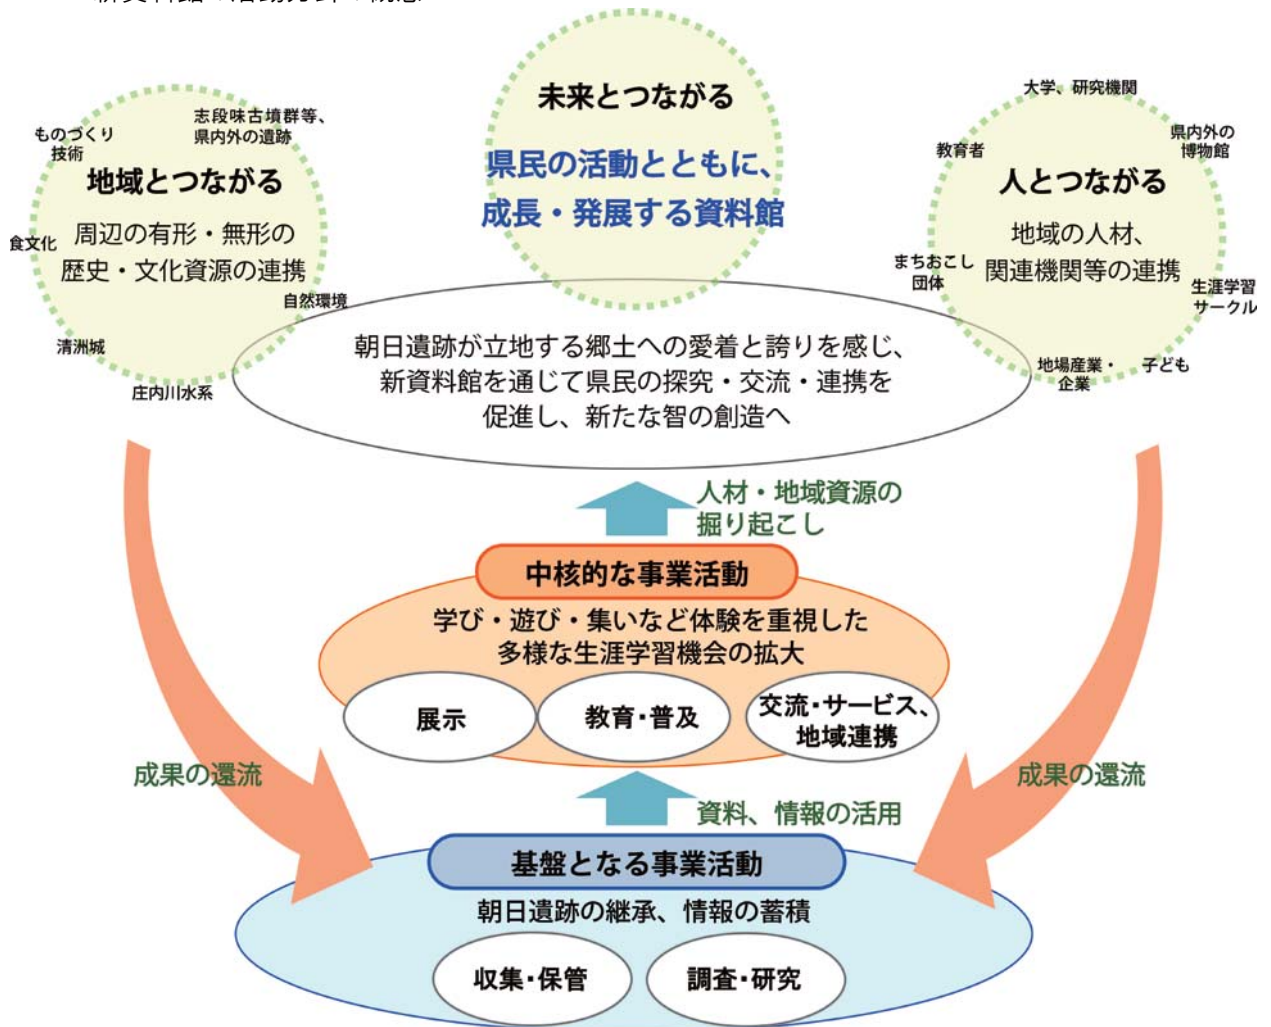 未来とつながる
県民の活動とともに、
成長・発展する資料館
ものづくり
技術
志段味古墳群等、
県内外の遺跡
地域とつながる
周辺の有形・無形の
歴史・文化資源の連携
食文化
自然環境
清洲城
庄内川水系
大学、研究機関
県内外の
博物館
教育者
人とつながる
地域の人材、
関連機関等の連携
まちおこし
団体
生涯学習
サークル
地場産業・
企業
子ども
朝日遺跡が立地する郷土への愛着と誇りを感じ、
新資料館を通じて県民の探究・交流・連携を
促進し、新たな智の創造へ
人材・地域資源の
掘り起こし
中核的な事業活動
学び・遊び・集いなど体験を重視した
多様な生涯学習機会の拡大
展示
教育・普及
交流・サービス、
地域連携
成果の還流
成果の還流
資料、情報の活用
基盤となる事業活動
朝日遺跡の継承、情報の蓄積
収集・保管
調査・研究